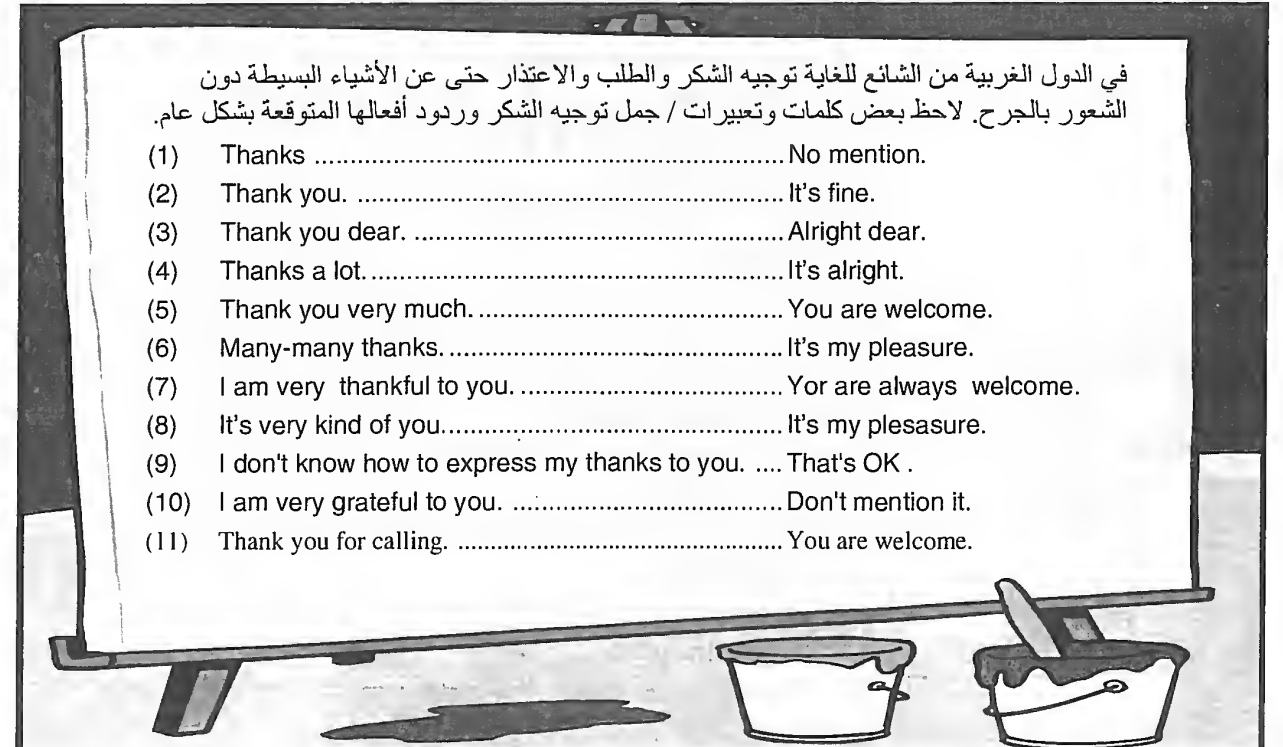 في الدول الغربية من الشائع للغاية توجيه الشكر والطلب والاعتذار حتى عن الأشياء البسيطة دون
الشعور بالجرح. لاحظ بعض كلمات وتعبيرات / جمل توجيه الشكر وردود أفعالها المتوقعة بشكل عام.
(1) Thanks ................................................................. No mention.
(2) Thank you. ........................................................... It's fine.
(3) Thank you dear. ................................................... Alright dear.
(4) Thanks a lot. ......................................................... It's alright.
(5) Thank you very much. .......................................... You are welcome.
(6) Many-many thanks. .............................................. It's my pleasure.
(7) I am very thankful to you. .................................... Yor are always welcome.
(8) It's very kind of you............................................... It's my plesasure.
(9) I don't know how to express my thanks to you. .... That's OK .
(10) I am very grateful to you. ..................................... Don't mention it.
(11) Thank you for calling. ................................................ You are welcome.